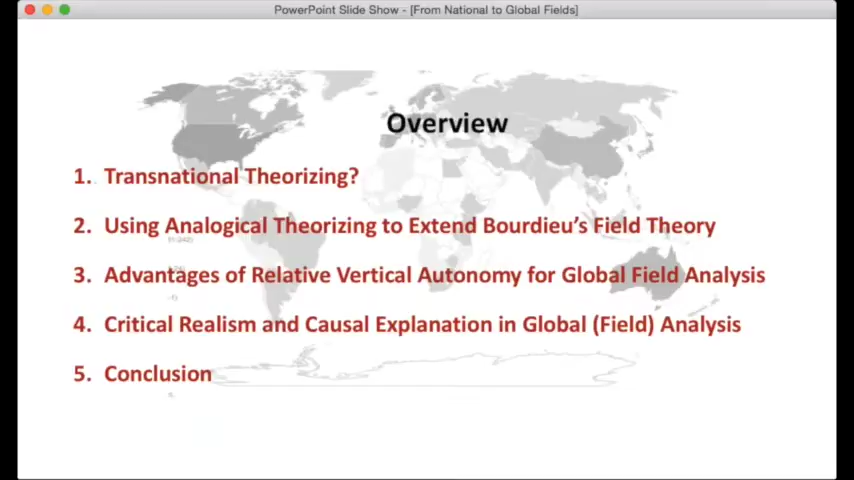 PowerPoint Slide Show - [From National to Global Fields]
Overview
1. Transnational Theorizing?
2. Using Analogical Theorizing to Extend Bourdieu's Field Theory
3. Advantages of Relative Vertical Autonomy for Global Field Analysis
4. Critical Realism and Causal Explanation in Global (Field) Analysis
5. Conclusion